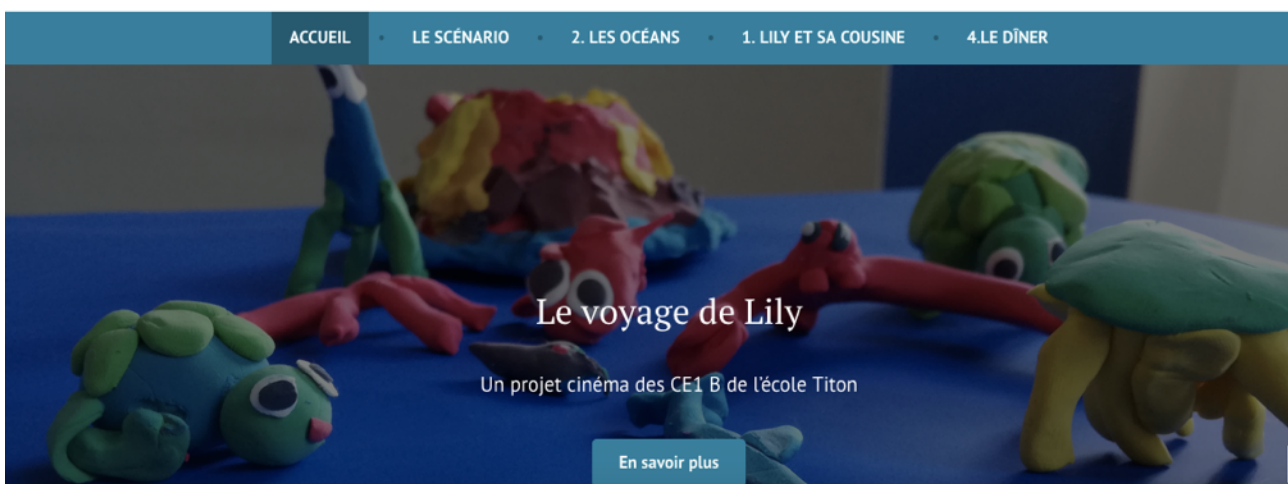 ACCUEIL LE SCÉNARIO 2. LES OCÉANS 1. LILY ET SA COUSINE 4.LE DÎNER
Le voyage de Lily
Un projet cinéma des CE1 B de l'école Titon
En savoir plus